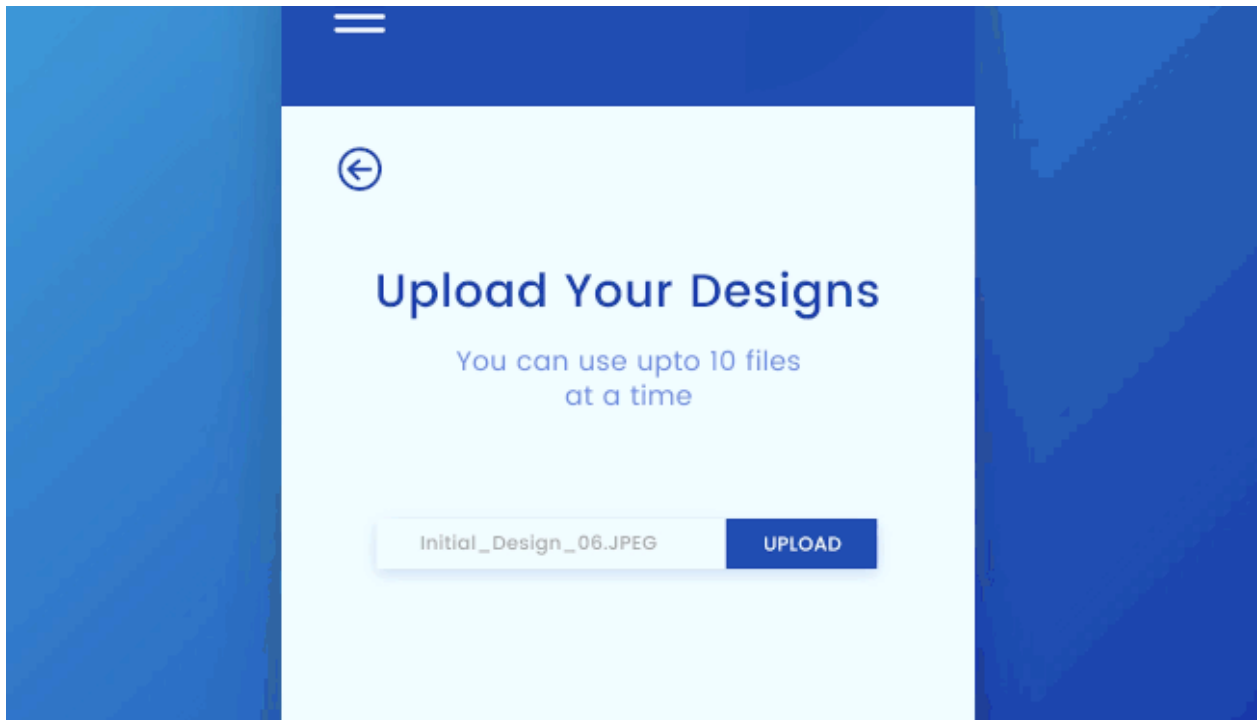 Upload Your Designs
You can use upto 10 files
at a time
Initial_Design_06.JPEG
UPLOAD